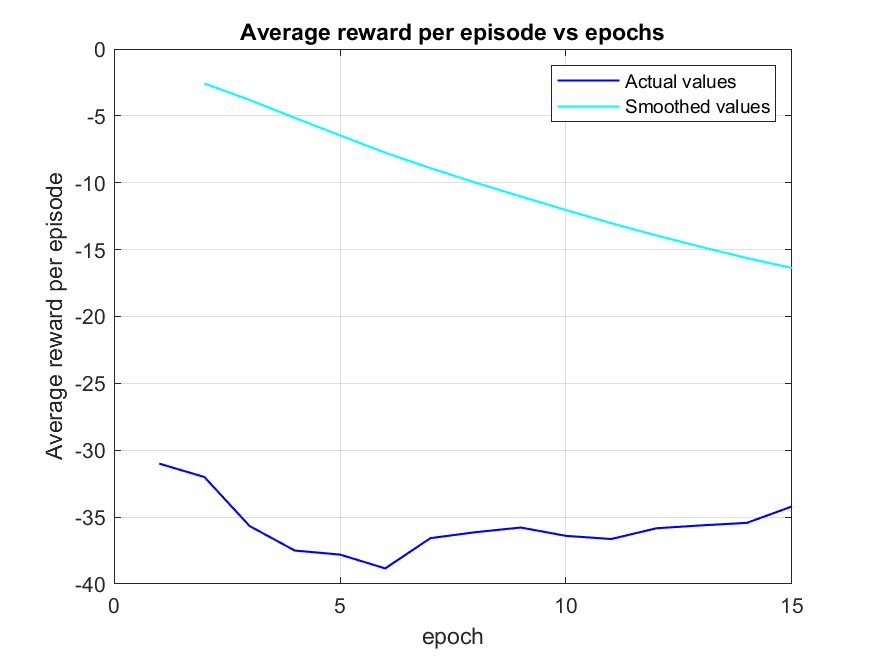 Average reward per episode vs epochs
0
-5
-10
-15
-20
-25
-30
-35
-40
Average reward per episode
Actual values
Smoothed values
0 5 10 15
epoch